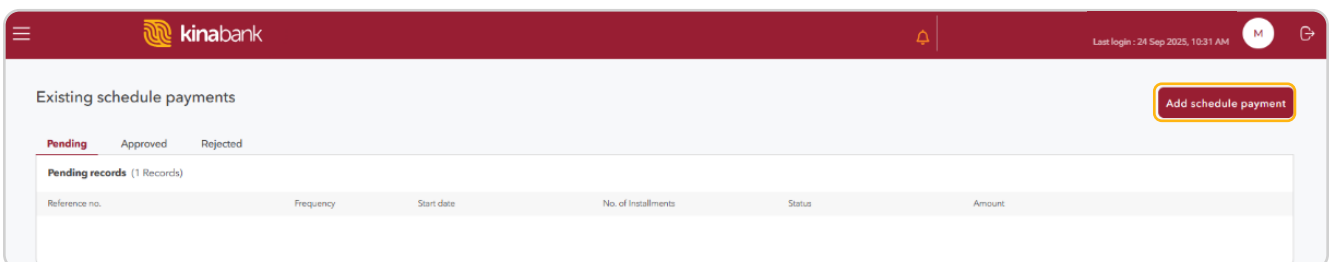 kinabank
Last login : 24 Sep 2025, 10:31 AM
M
Existing schedule payments
Add schedule payment
Pending Approved Rejected
Pending records (1 Records)
Reference no. Frequency Start date No. of Installments Status Amount